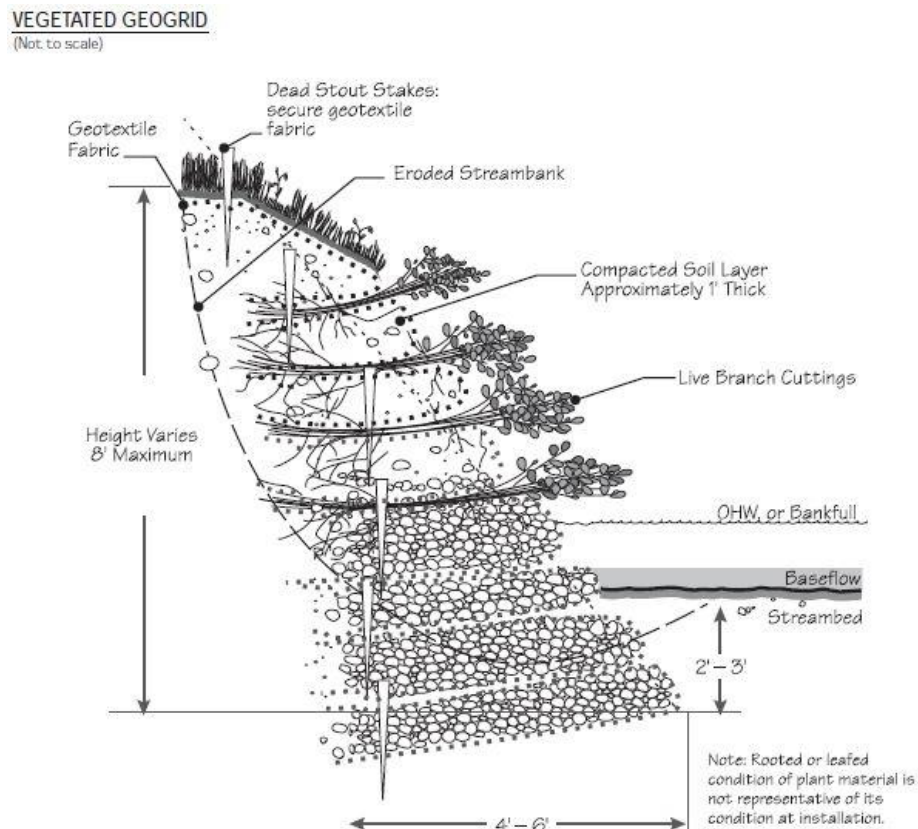 VEGETATED GEOGRID
(Not to scale)
Dead Stout Stakes:
secure geotextile
fabric
Geotextile
Fabric
Eroded Streambank
Compacted Soil Layer
Approximately 1' Thick
Live Branch Cuttings
Height Varies
8' Maximum
OHW, or Bankfull
Baseflow
Streambed
2' – 3'
Note: Rooted or leafed
condition of plant material is
not representative of its
condition at installation.
4' – 6'